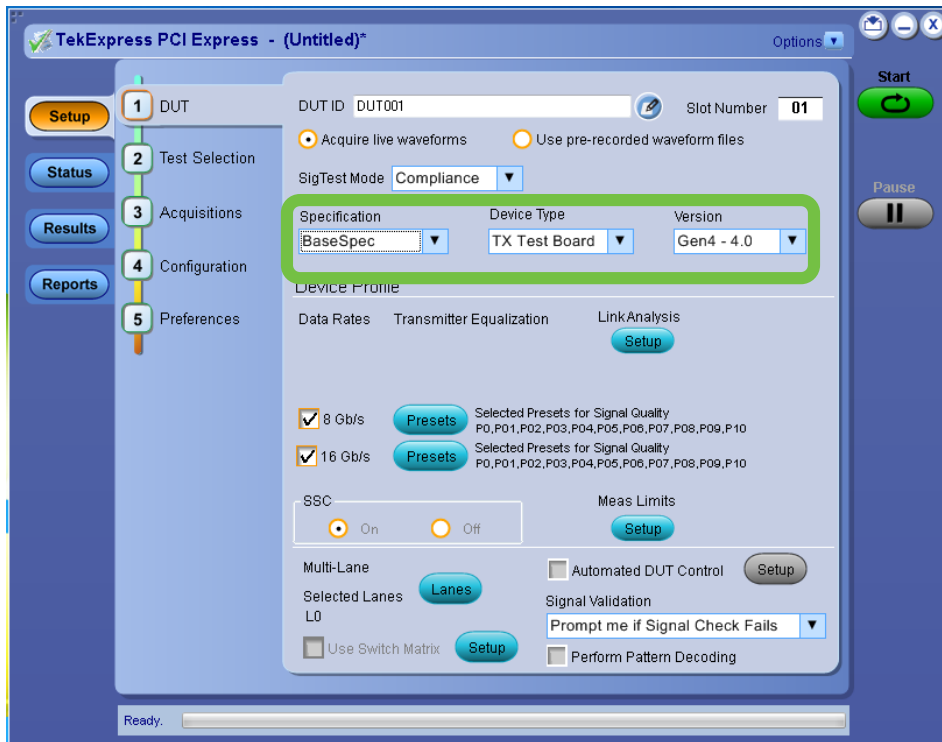 TekExpress PCI Express - (Untitled)*
Options
Start
Pause
Setup
Status
Results
Reports
1 DUT
2 Test Selection
3 Acquisitions
4 Configuration
5 Preferences
DUT ID DUT001
Slot Number 01
Acquire live waveforms
Use pre-recorded waveform files
SigTest Mode Compliance
Specification Device Type Version
BaseSpec TX Test Board Gen4 - 4.0
Device Profile
Data Rates Transmitter Equalization LinkAnalysis
Setup
8 Gb/s Presets Selected Presets for Signal Quality
P0,P01,P02,P03,P04,P05,P06,P07,P08,P09,P10
16 Gb/s Presets Selected Presets for Signal Quality
P0,P01,P02,P03,P04,P05,P06,P07,P08,P09,P10
SSC
On Off
Meas Limits
Setup
Multi-Lane
Selected Lanes Lanes
L0
Use Switch Matrix Setup
Automated DUT Control Setup
Signal Validation
Prompt me if Signal Check Fails
Perform Pattern Decoding
Ready.